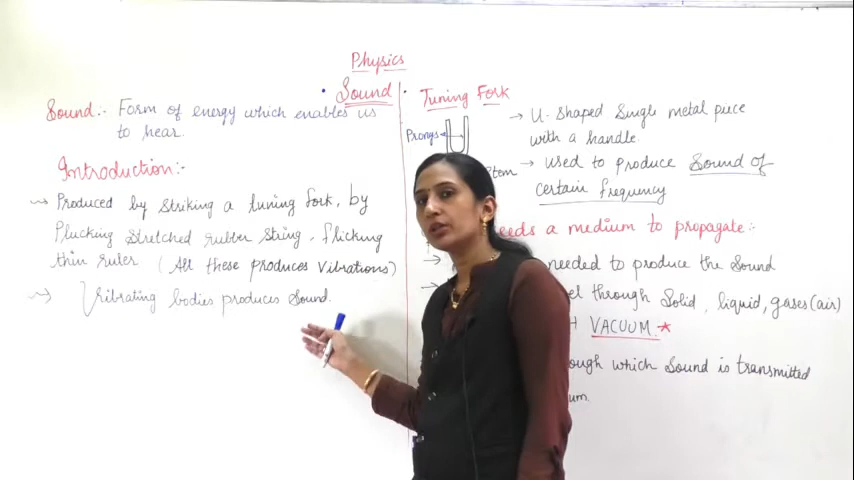 Physics
Sound
Sound:- Form of energy which enables us
to hear.
Introduction:-
Produced by striking a tuning fork, by
Plucking stretched rubber string, flicking
thin ruler (All these produces Vibrations)
Vibrating bodies produces Sound.
Tuning Fork
Prongs
→ U-shaped Single metal piece
with a handle.
→ used to produce Sound of
certain frequency
a medium to propagate:-
needed to produce the Sound
through Solid, liquid, gases (air)
VACUUM.
which Sound is transmitted